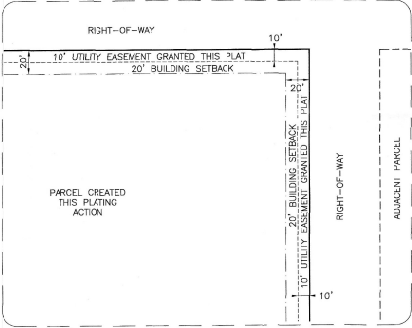 RIGHT-OF-WAY
10'
20'
10' UTILITY EASEMENT GRANTED THIS PLAT
20' BUILDING SETBACK
20'
20' BUILDING SETBACK
10' UTILITY EASEMENT GRANTED THIS PLAT
RIGHT-OF-WAY
ADJACENT PARCEL
PARCEL CREATED
THIS PLATING
ACTION
10'